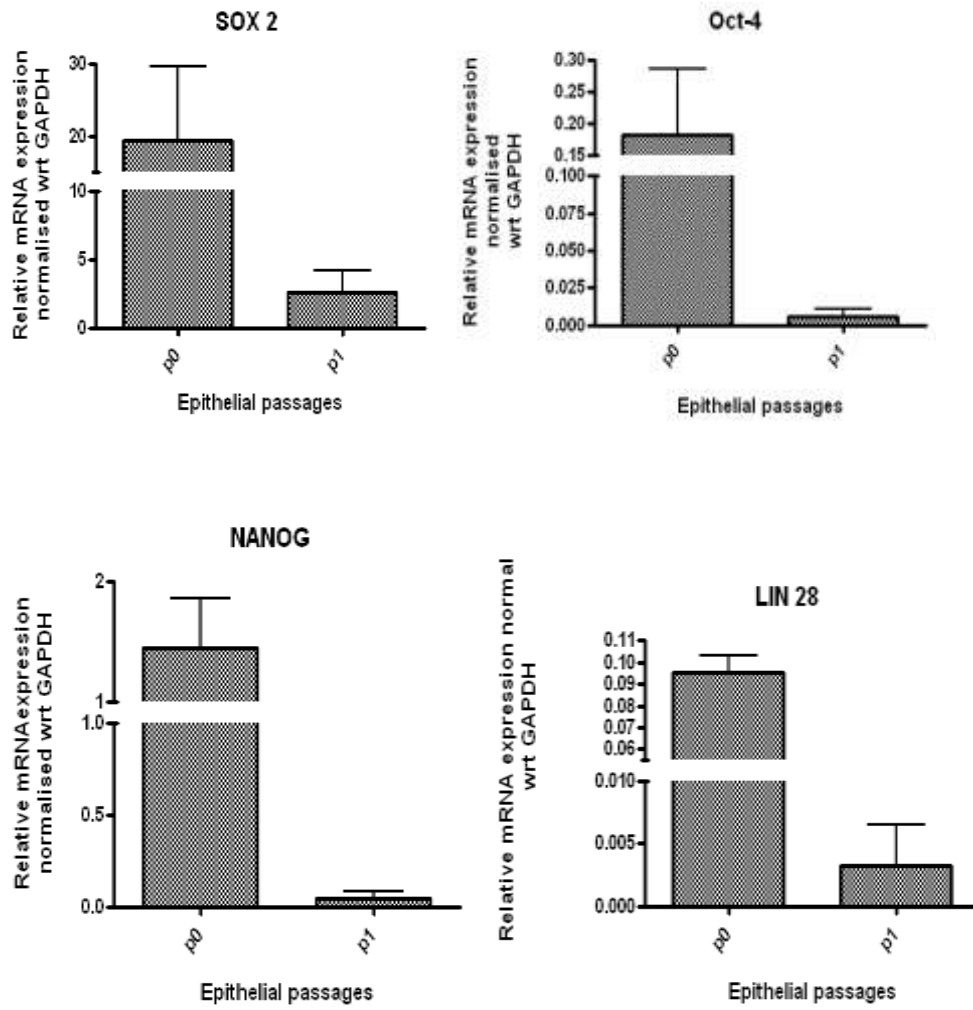 SOX 2
Relative mRNA expression
normalised wrt GAPDH
30
20
10
5
0
p0
p1
Epithelial passages
Oct-4
Relative mRNA expression
normalised
wrt GAPDH
0.30
0.25
0.20
0.15
0.100
0.075
0.050
0.025
0.000
p0
p1
Epithelial passages
NANOG
Relative mRNAexpression
normalised wrt GAPDH
2
1
1.0
0.5
0.0
p0
p1
Epithelial passages
LIN 28
Relative mRNA expression normal
wrt GAPDH
0.11
0.10
0.09
0.08
0.07
0.06
0.010
0.005
0.000
p0
p1
Epithelial passages